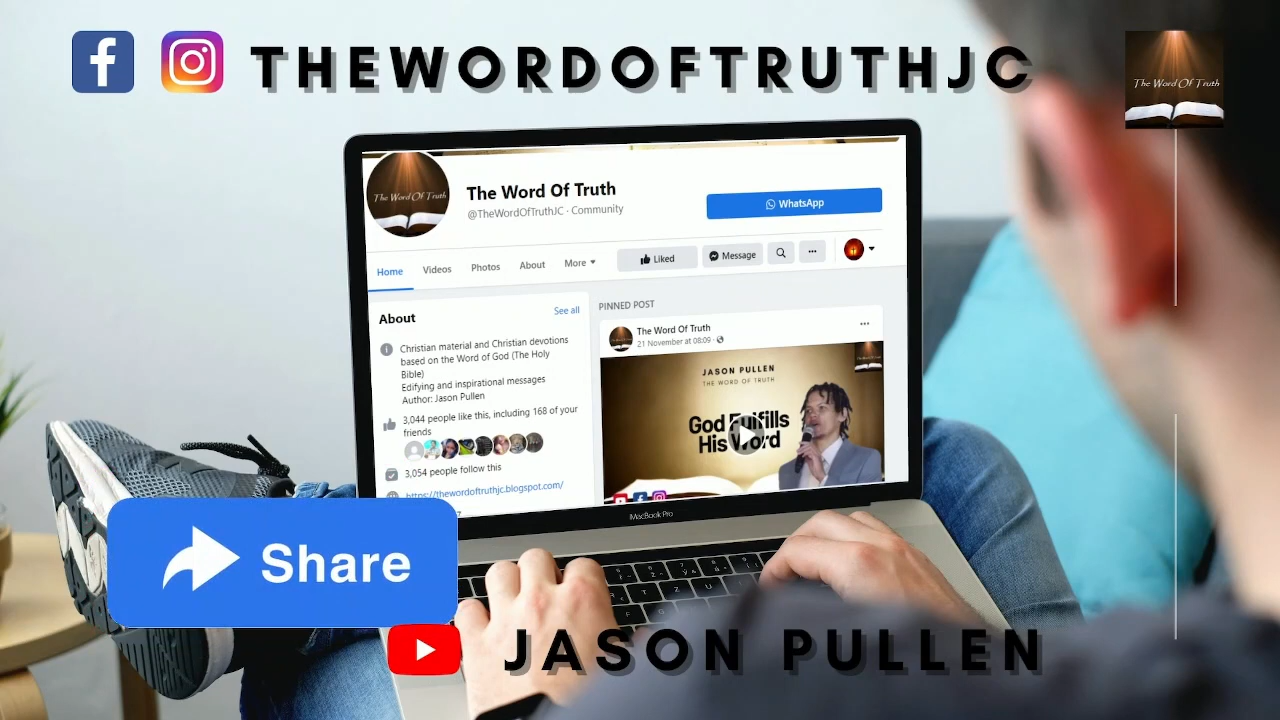 THEWORDOFTRUTHJC
The Word Of Truth
The Word Of Truth
The Word Of Truth
@TheWordOfTruthJC · Community
WhatsApp
Home
Videos
Photos
About
More
Liked
Message
About
See all
Christian material and Christian devotions
based on the Word of God (The Holy
Bible)
Edifying and inspirational messages
Author: Jason Pullen
3,044 people like this, including 168 of your
friends
3,054 people follow this
https://thewordoftruthjc.blogspot.com/
PINNED POST
The Word Of Truth
21 November at 08:09
JASON PULLEN
THE WORD OF TRUTH
God Fulfills
His Word
MacBook Pro
Share
JASON PULLEN